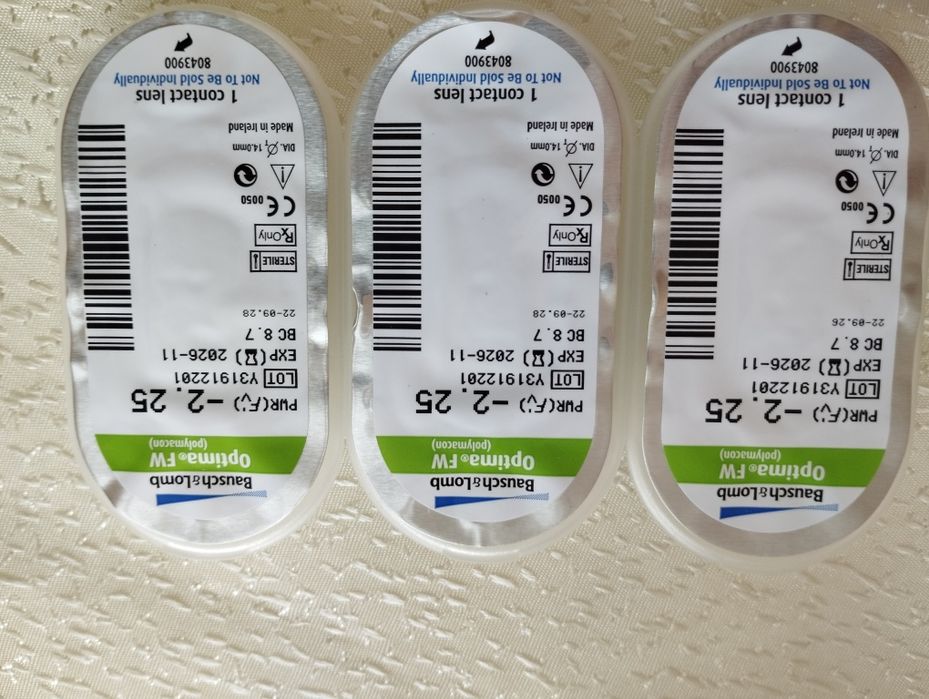 Bausch&Lomb
Optima® FW
(polymacon)
PWR(F'v) -2.25
LOT Y31912201
EXP( ) 2026-11
BC 8.7
22-09.26
STERILE
Rx Only
CE 0050
DIA. ØT 14.0mm
Made in Ireland
1 contact lens
Not To Be Sold Individually
8043900
Bausch&Lomb
Optima® FW
(polymacon)
PWR(F'v) -2.25
LOT Y31912201
EXP( ) 2026-11
BC 8.7
22-09.28
STERILE
Rx Only
CE 0050
DIA. ØT 14.0mm
Made in Ireland
1 contact lens
Not To Be Sold Individually
8043900
Bausch&Lomb
Optima® FW
(polymacon)
PWR(F'v) -2.25
LOT Y31912201
EXP( ) 2026-11
BC 8.7
22-09.28
STERILE
Rx Only
CE 0050
DIA. ØT 14.0mm
Made in Ireland
1 contact lens
Not To Be Sold Individually
8043900